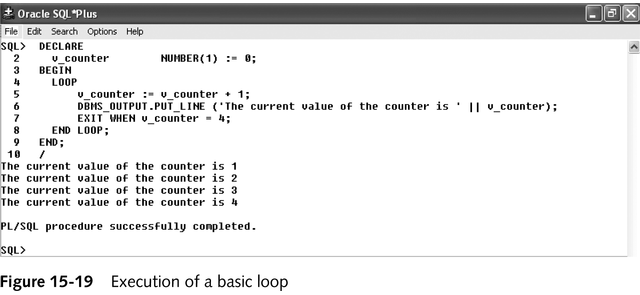 Oracle SQL*Plus
File Edit Search Options Help
SQL> DECLARE
2 v_counter NUMBER(1) := 0;
3 BEGIN
4 LOOP
5 v_counter := v_counter + 1;
6 DBMS_OUTPUT.PUT_LINE ('The current value of the counter is ' || v_counter);
7 EXIT WHEN v_counter = 4;
8 END LOOP;
9 END;
10 /
The current value of the counter is 1
The current value of the counter is 2
The current value of the counter is 3
The current value of the counter is 4
PL/SQL procedure successfully completed.
SQL>
Figure 15-19 Execution of a basic loop